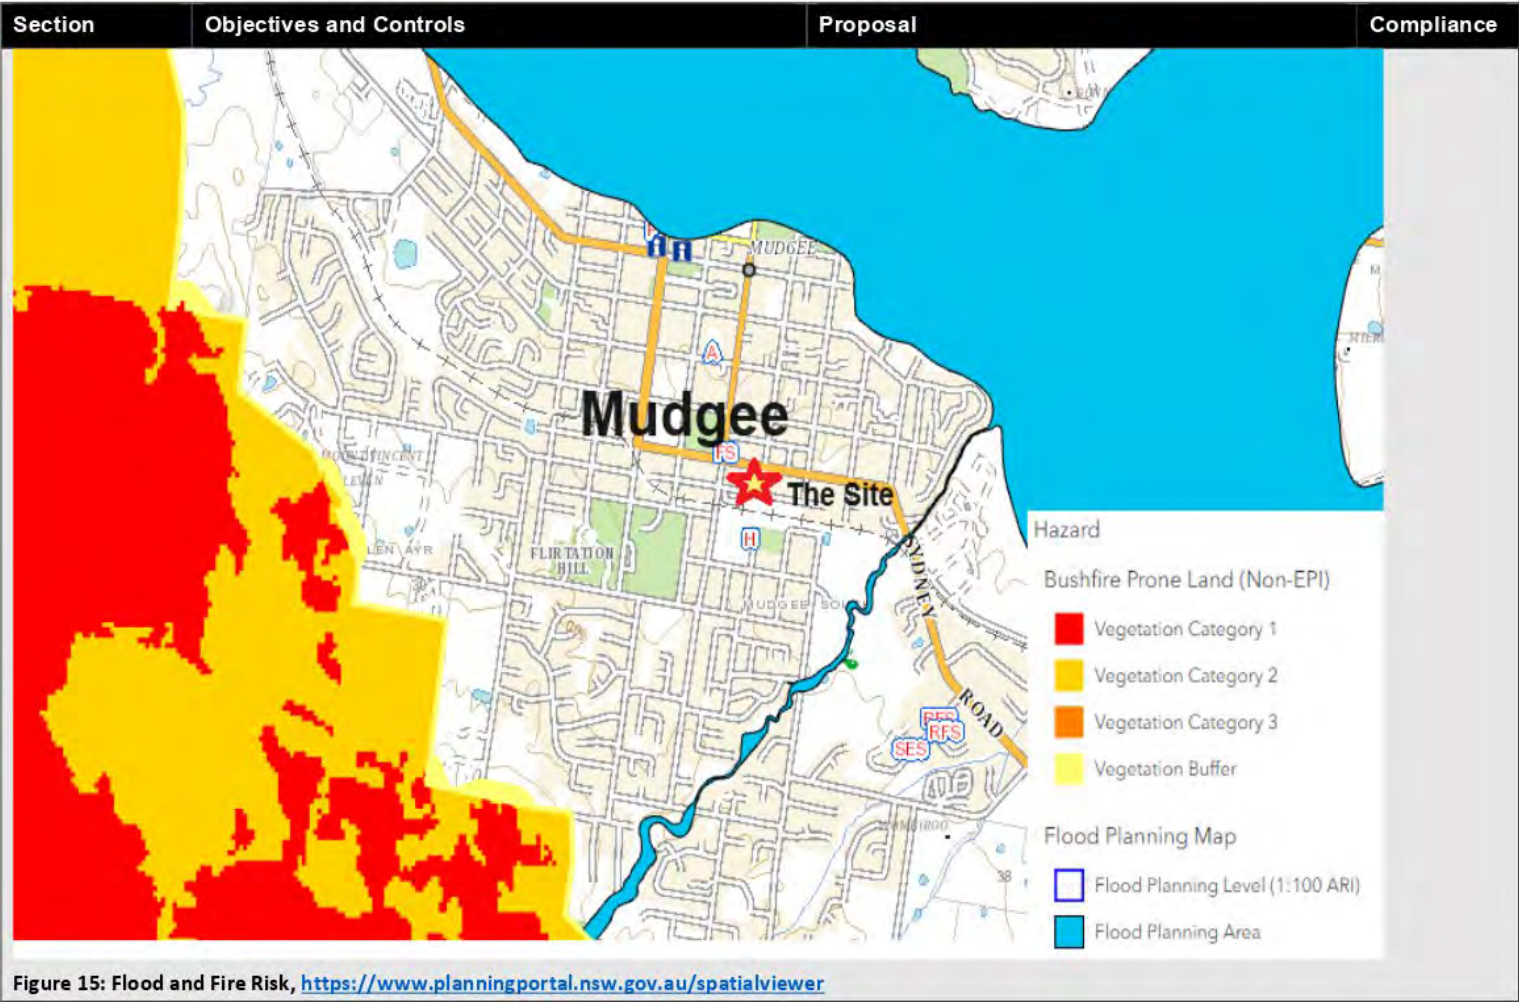 Section Objectives and Controls Proposal Compliance
MUDGEE
A
Mudgee
FS
The Site
H
FLIRTATION
HILL
LEN AYR
SYDNEY
ROAD
RFS
RFS
SES
38
Hazard
Bushfire Prone Land (Non-EPI)
Vegetation Category 1
Vegetation Category 2
Vegetation Category 3
Vegetation Buffer
Flood Planning Map
Flood Planning Level (1:100 ARI)
Flood Planning Area
Figure 15: Flood and Fire Risk, https://www.planningportal.nsw.gov.au/spatialviewer